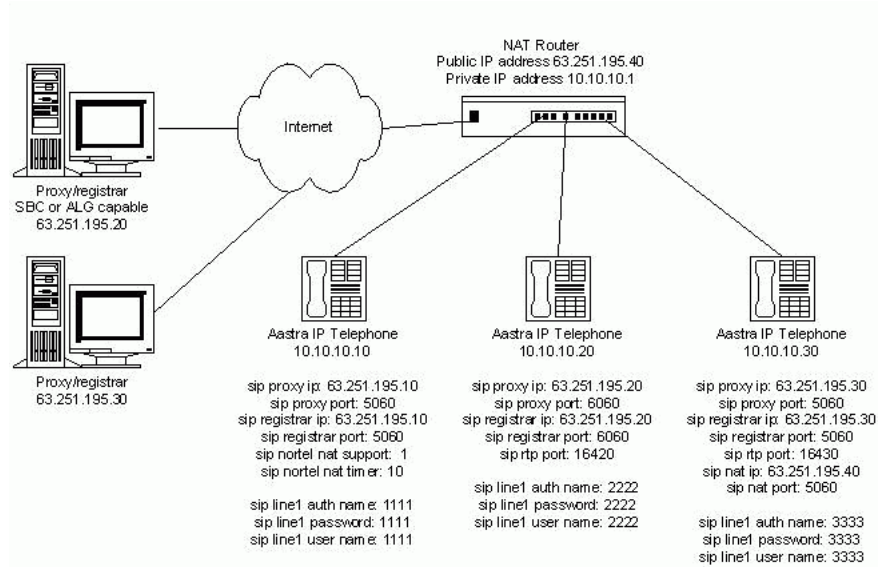 NAT Router
Public IP address 63.251.195.40
Private IP address 10.10.10.1
Internet
Proxy/registrar
SBC or ALG capable
63.251.195.20
Proxy/registrar
63.251.195.30
Aastra IP Telephone
10.10.10.10
sip proxy ip: 63.251.195.10
sip proxy port: 5060
sip registrar ip: 63.251.195.10
sip registrar port: 5060
sip nortel nat support: 1
sip nortel nat timer: 10
sip line1 auth name: 1111
sip line1 password: 1111
sip line1 user name: 1111
Aastra IP Telephone
10.10.10.20
sip proxy ip: 63.251.195.20
sip proxy port: 6060
sip registrar ip: 63.251.195.20
sip registrar port: 6060
sip rtp port: 16420
sip line1 auth name: 2222
sip line1 password: 2222
sip line1 user name: 2222
Aastra IP Telephone
10.10.10.30
sip proxy ip: 63.251.195.30
sip proxy port: 5060
sip registrar ip: 63.251.195.30
sip registrar port: 5060
sip rtp port: 16430
sip nat ip: 63.251.195.40
sip nat port: 5060
sip line1 auth name: 3333
sip line1 password: 3333
sip line1 user name: 3333